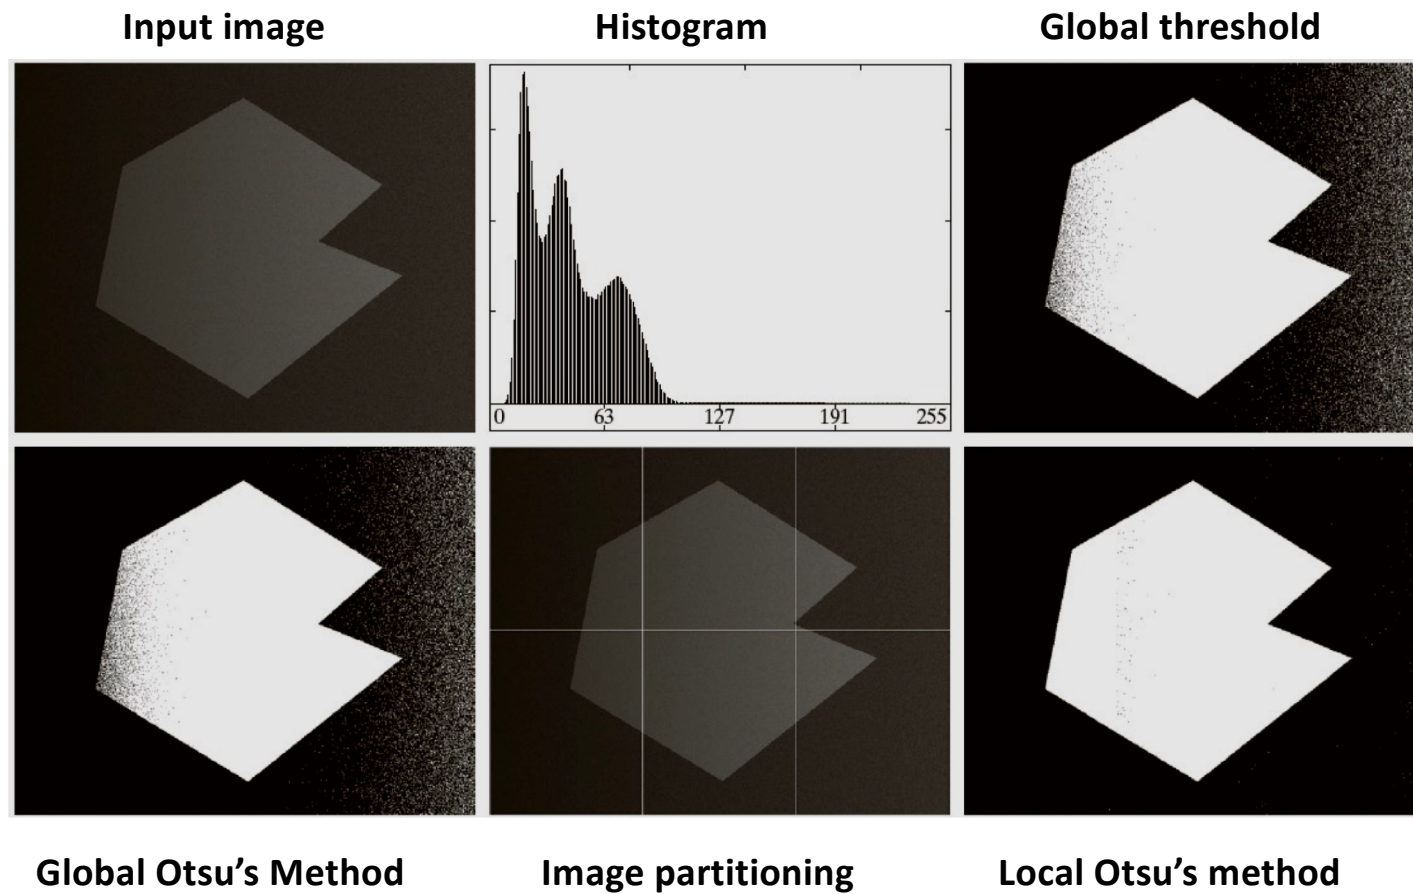 Input image
Histogram
Global threshold
0 63 127 191 255
Global Otsu’s Method
Image partitioning
Local Otsu’s method